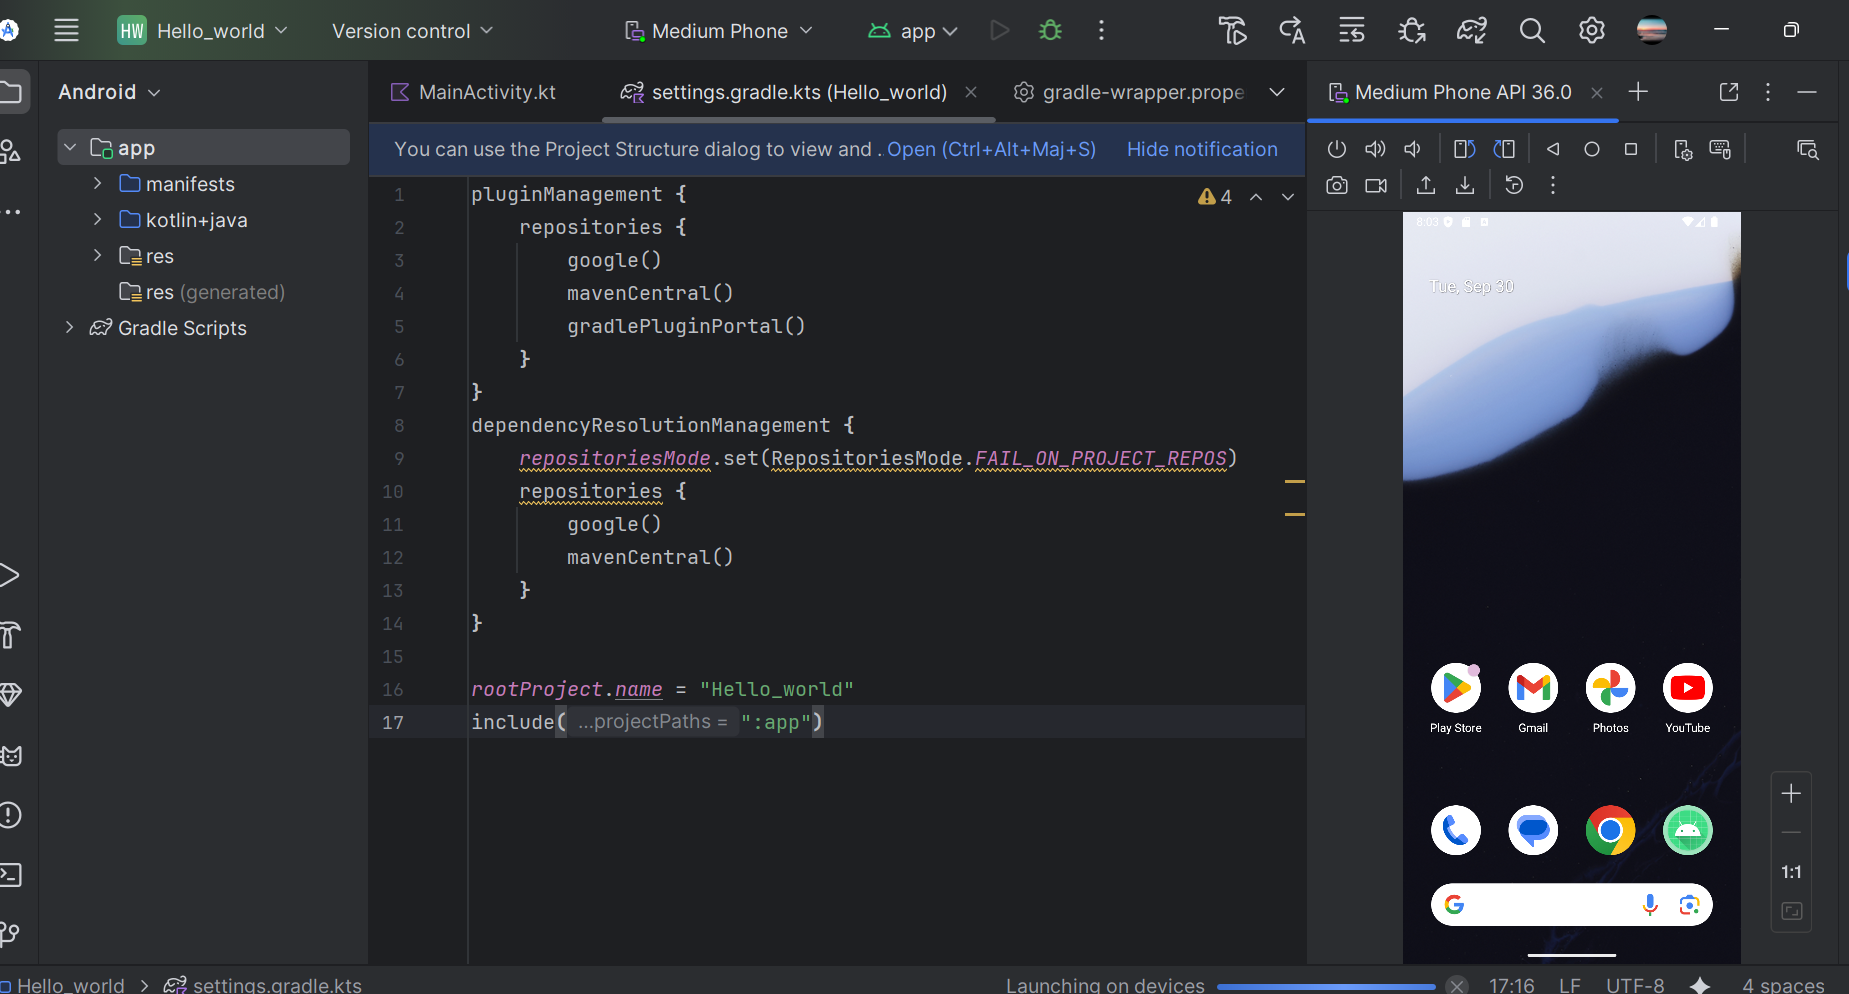 HW Hello_world Version control Medium Phone app
Android
app
manifests
kotlin+java
res
res (generated)
Gradle Scripts
MainActivity.kt settings.gradle.kts (Hello_world) gradle-wrapper.prope
You can use the Project Structure dialog to view and .. Open (Ctrl+Alt+Maj+S) Hide notification
4
1 pluginManagement {
2 repositories {
3 google()
4 mavenCentral()
5 gradlePluginPortal()
6 }
7 }
8 dependencyResolutionManagement {
9 repositoriesMode.set(RepositoriesMode.FAIL_ON_PROJECT_REPOS)
10 repositories {
11 google()
12 mavenCentral()
13 }
14 }
15
16 rootProject.name = "Hello_world"
17 include( ...projectPaths = ":app")
Medium Phone API 36.0
8:03
Tue, Sep 30
Play Store Gmail Photos YouTube
1:1
Hello_world > settings.gradle.kts Launching on devices 17:16 LF UTF-8 4 spaces